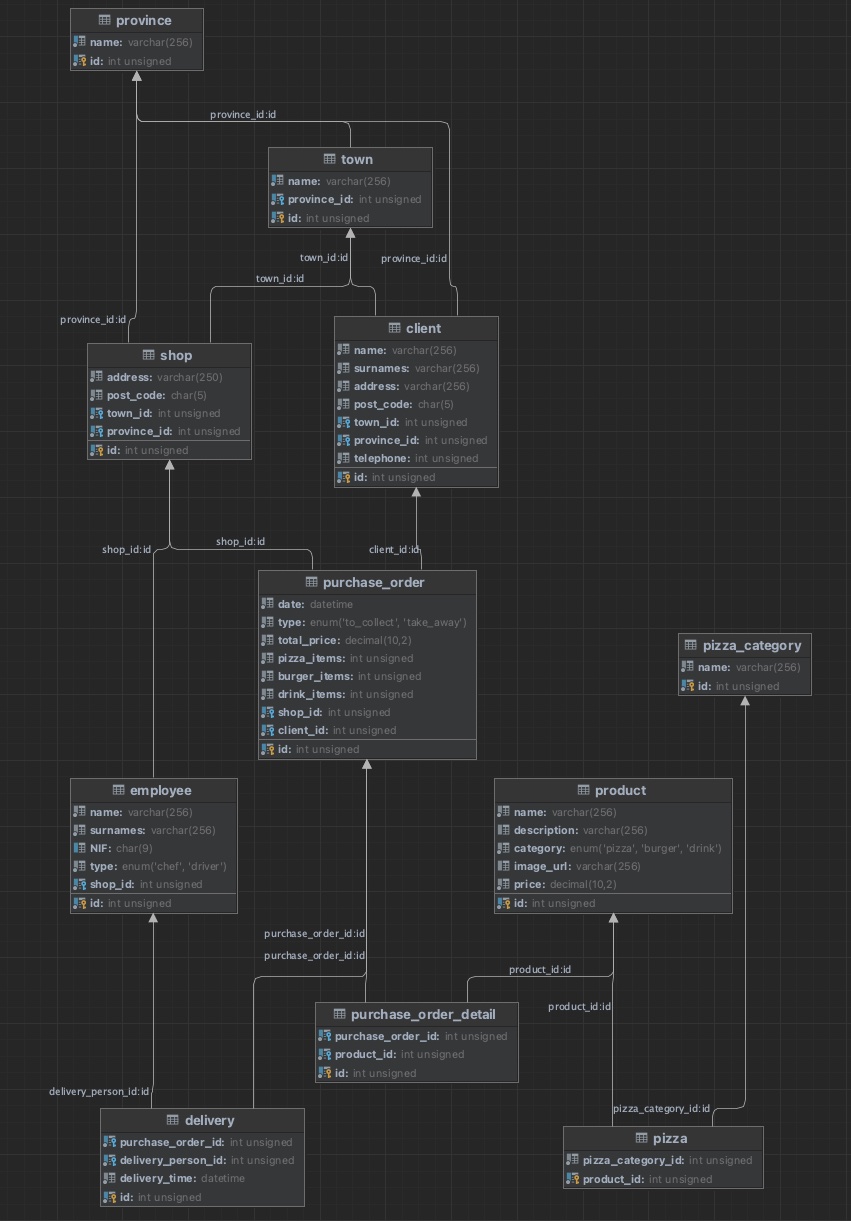 province
name: varchar(256)
id: int unsigned
province_id:id
town
name: varchar(256)
province_id: int unsigned
id: int unsigned
town_id:id
province_id:id
town_id:id
province_id:id
client
name: varchar(256)
surnames: varchar(256)
address: varchar(256)
post_code: char(5)
town_id: int unsigned
province_id: int unsigned
telephone: int unsigned
id: int unsigned
shop
address: varchar(250)
post_code: char(5)
town_id: int unsigned
province_id: int unsigned
id: int unsigned
shop_id:id
shop_id:id
client_id:id
purchase_order
date: datetime
type: enum('to_collect', 'take_away')
total_price: decimal(10,2)
pizza_items: int unsigned
burger_items: int unsigned
drink_items: int unsigned
shop_id: int unsigned
client_id: int unsigned
id: int unsigned
pizza_category
name: varchar(256)
id: int unsigned
employee
name: varchar(256)
surnames: varchar(256)
NIF: char(9)
type: enum('chef', 'driver')
shop_id: int unsigned
id: int unsigned
product
name: varchar(256)
description: varchar(256)
category: enum('pizza', 'burger', 'drink')
image_url: varchar(256)
price: decimal(10,2)
id: int unsigned
purchase_order_id:id
purchase_order_id:id
product_id:id
product_id:id
purchase_order_detail
purchase_order_id: int unsigned
product_id: int unsigned
id: int unsigned
delivery_person_id:id
pizza_category_id:id
delivery
purchase_order_id: int unsigned
delivery_person_id: int unsigned
delivery_time: datetime
id: int unsigned
pizza
pizza_category_id: int unsigned
product_id: int unsigned